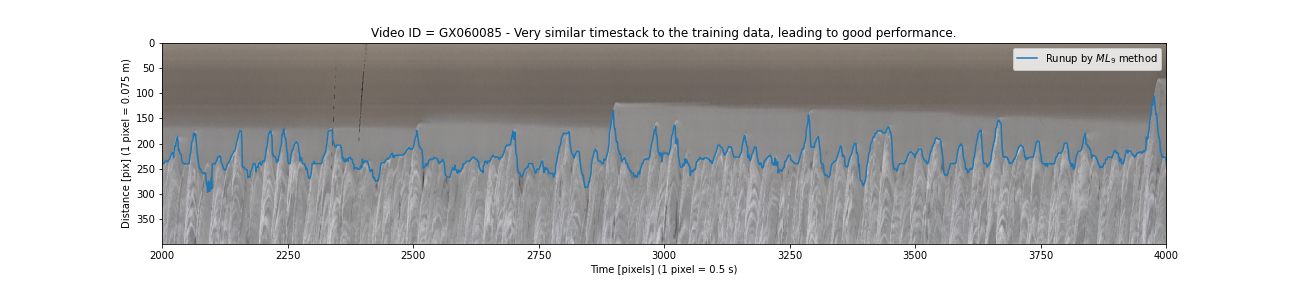 Video ID = GX060085 - Very similar timestack to the training data, leading to good performance.
Runup by ML₉ method
Distance [pix] (1 pixel = 0.075 m)
0
50
100
150
200
250
300
350
2000 2250 2500 2750 3000 3250 3500 3750 4000
Time [pixels] (1 pixel = 0.5 s)